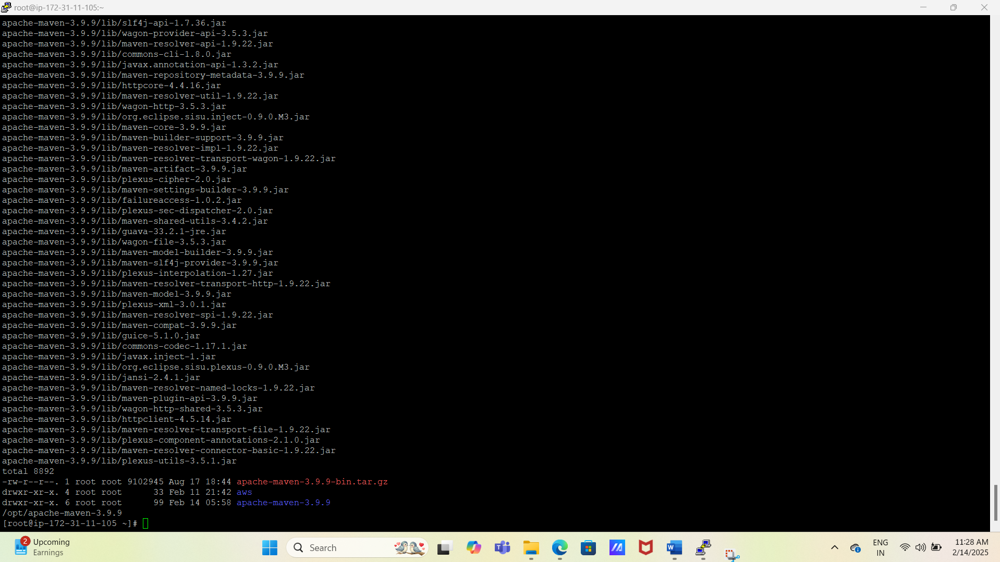 root@ip-172-31-11-105:~
apache-maven-3.9.9/lib/slf4j-api-1.7.36.jar
apache-maven-3.9.9/lib/wagon-provider-api-3.5.3.jar
apache-maven-3.9.9/lib/maven-resolver-api-1.9.22.jar
apache-maven-3.9.9/lib/commons-cli-1.8.0.jar
apache-maven-3.9.9/lib/javax.annotation-api-1.3.2.jar
apache-maven-3.9.9/lib/maven-repository-metadata-3.9.9.jar
apache-maven-3.9.9/lib/httpcore-4.4.16.jar
apache-maven-3.9.9/lib/maven-resolver-util-1.9.22.jar
apache-maven-3.9.9/lib/wagon-http-3.5.3.jar
apache-maven-3.9.9/lib/org.eclipse.sisu.inject-0.9.0.M3.jar
apache-maven-3.9.9/lib/maven-core-3.9.9.jar
apache-maven-3.9.9/lib/maven-builder-support-3.9.9.jar
apache-maven-3.9.9/lib/maven-resolver-impl-1.9.22.jar
apache-maven-3.9.9/lib/maven-resolver-transport-wagon-1.9.22.jar
apache-maven-3.9.9/lib/maven-artifact-3.9.9.jar
apache-maven-3.9.9/lib/plexus-cipher-2.0.jar
apache-maven-3.9.9/lib/maven-settings-builder-3.9.9.jar
apache-maven-3.9.9/lib/failureaccess-1.0.2.jar
apache-maven-3.9.9/lib/plexus-sec-dispatcher-2.0.jar
apache-maven-3.9.9/lib/maven-shared-utils-3.4.2.jar
apache-maven-3.9.9/lib/guava-33.2.1-jre.jar
apache-maven-3.9.9/lib/wagon-file-3.5.3.jar
apache-maven-3.9.9/lib/maven-model-builder-3.9.9.jar
apache-maven-3.9.9/lib/maven-slf4j-provider-3.9.9.jar
apache-maven-3.9.9/lib/plexus-interpolation-1.27.jar
apache-maven-3.9.9/lib/maven-resolver-transport-http-1.9.22.jar
apache-maven-3.9.9/lib/maven-model-3.9.9.jar
apache-maven-3.9.9/lib/plexus-xml-3.0.1.jar
apache-maven-3.9.9/lib/maven-resolver-spi-1.9.22.jar
apache-maven-3.9.9/lib/maven-compat-3.9.9.jar
apache-maven-3.9.9/lib/guice-5.1.0.jar
apache-maven-3.9.9/lib/commons-codec-1.17.1.jar
apache-maven-3.9.9/lib/javax.inject-1.jar
apache-maven-3.9.9/lib/org.eclipse.sisu.plexus-0.9.0.M3.jar
apache-maven-3.9.9/lib/jansi-2.4.1.jar
apache-maven-3.9.9/lib/maven-resolver-named-locks-1.9.22.jar
apache-maven-3.9.9/lib/maven-plugin-api-3.9.9.jar
apache-maven-3.9.9/lib/wagon-http-shared-3.5.3.jar
apache-maven-3.9.9/lib/httpclient-4.5.14.jar
apache-maven-3.9.9/lib/maven-resolver-transport-file-1.9.22.jar
apache-maven-3.9.9/lib/plexus-component-annotations-2.1.0.jar
apache-maven-3.9.9/lib/maven-resolver-connector-basic-1.9.22.jar
apache-maven-3.9.9/lib/plexus-utils-3.5.1.jar
total 8892
-rw-r--r--. 1 root root 9102945 Aug 17 18:44 apache-maven-3.9.9-bin.tar.gz
drwxr-xr-x. 4 root root      33 Feb 11 21:42 aws
drwxr-xr-x. 6 root root      99 Feb 14 05:58 apache-maven-3.9.9
/opt/apache-maven-3.9.9
[root@ip-172-31-11-105 ~]#
2 Upcoming
Earnings
Search
ENG
IN
11:28 AM
2/14/2025